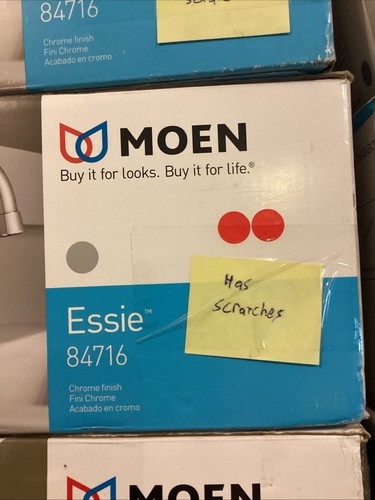 84716
Chrome finish
Fini Chrome
Acabado en cromo
MOEN
Buy it for looks. Buy it for life.®
Has
scratches
Essie™
84716
Chrome finish
Fini Chrome
Acabado en cromo
MOEN